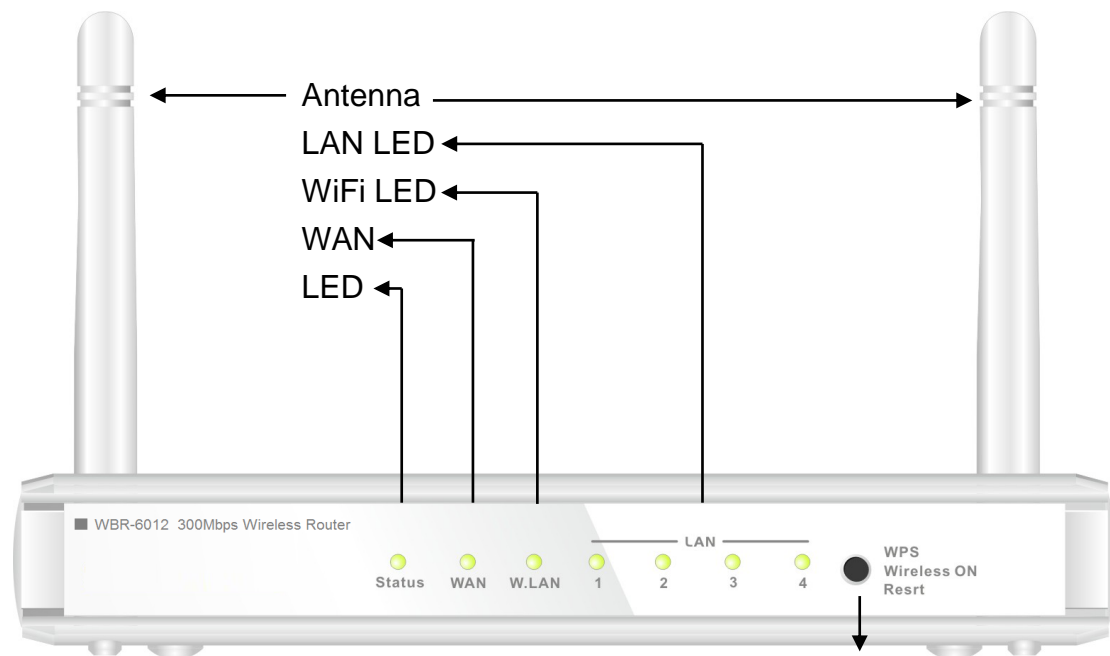 Antenna
LAN LED
WiFi LED
WAN
LED
WBR-6012 300Mbps Wireless Router
LAN
Status WAN W.LAN 1 2 3 4
WPS
Wireless ON
Resrt